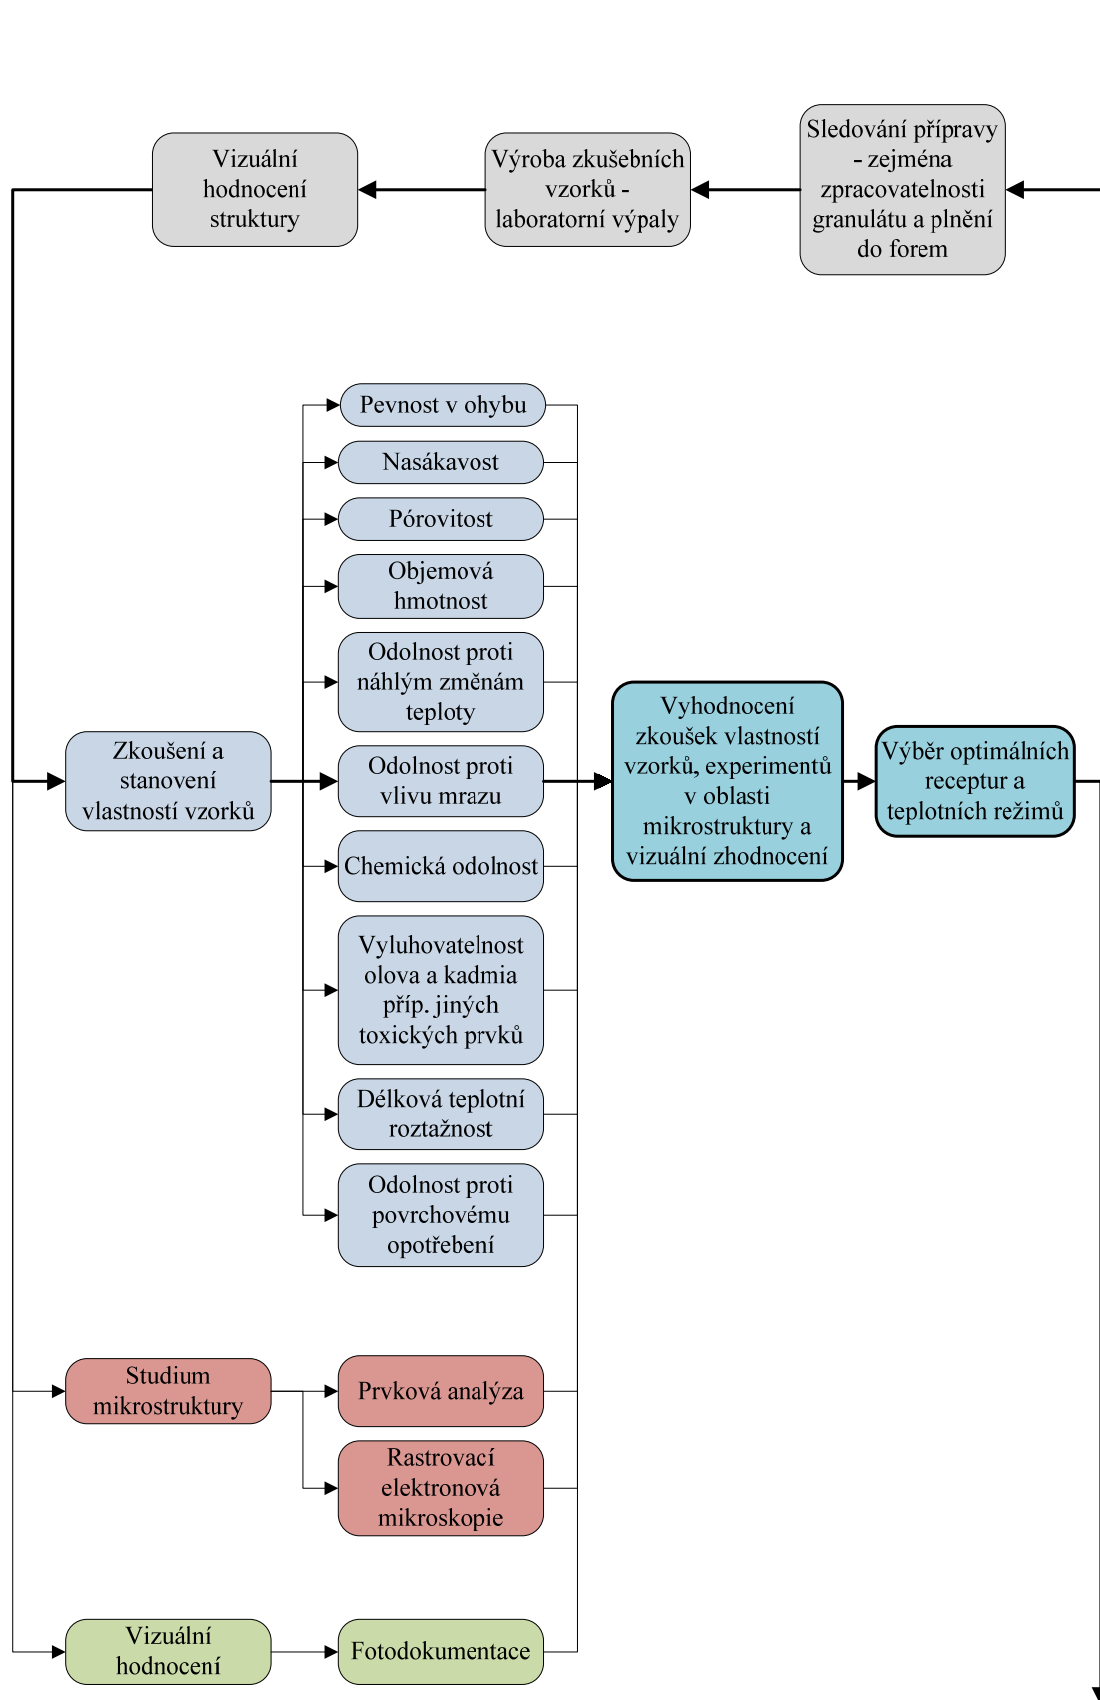 Vizuální
hodnocení
struktury
Výroba zkušebních
vzorků -
laboratorní výpaly
Sledování přípravy
- zejména
zpracovatelnosti
granulátu a plnění
do forem
Zkoušení a
stanovení
vlastností vzorků
Pevnost v ohybu
Nasákavost
Pórovitost
Objemová
hmotnost
Odolnost proti
náhlým změnám
teploty
Odolnost proti
vlivu mrazu
Chemická odolnost
Vyluhovatelnost
olova a kadmia
příp. jiných
toxických prvků
Délková teplotní
roztažnost
Odolnost proti
povrchovému
opotřebení
Vyhodnocení
zkoušek vlastností
vzorků, experimentů
v oblasti
mikrostruktury a
vizuální zhodnocení
Výběr optimálních
receptur a
teplotních režimů
Studium
mikrostruktury
Prvková analýza
Rastrovací
elektronová
mikroskopie
Vizuální
hodnocení
Fotodokumentace